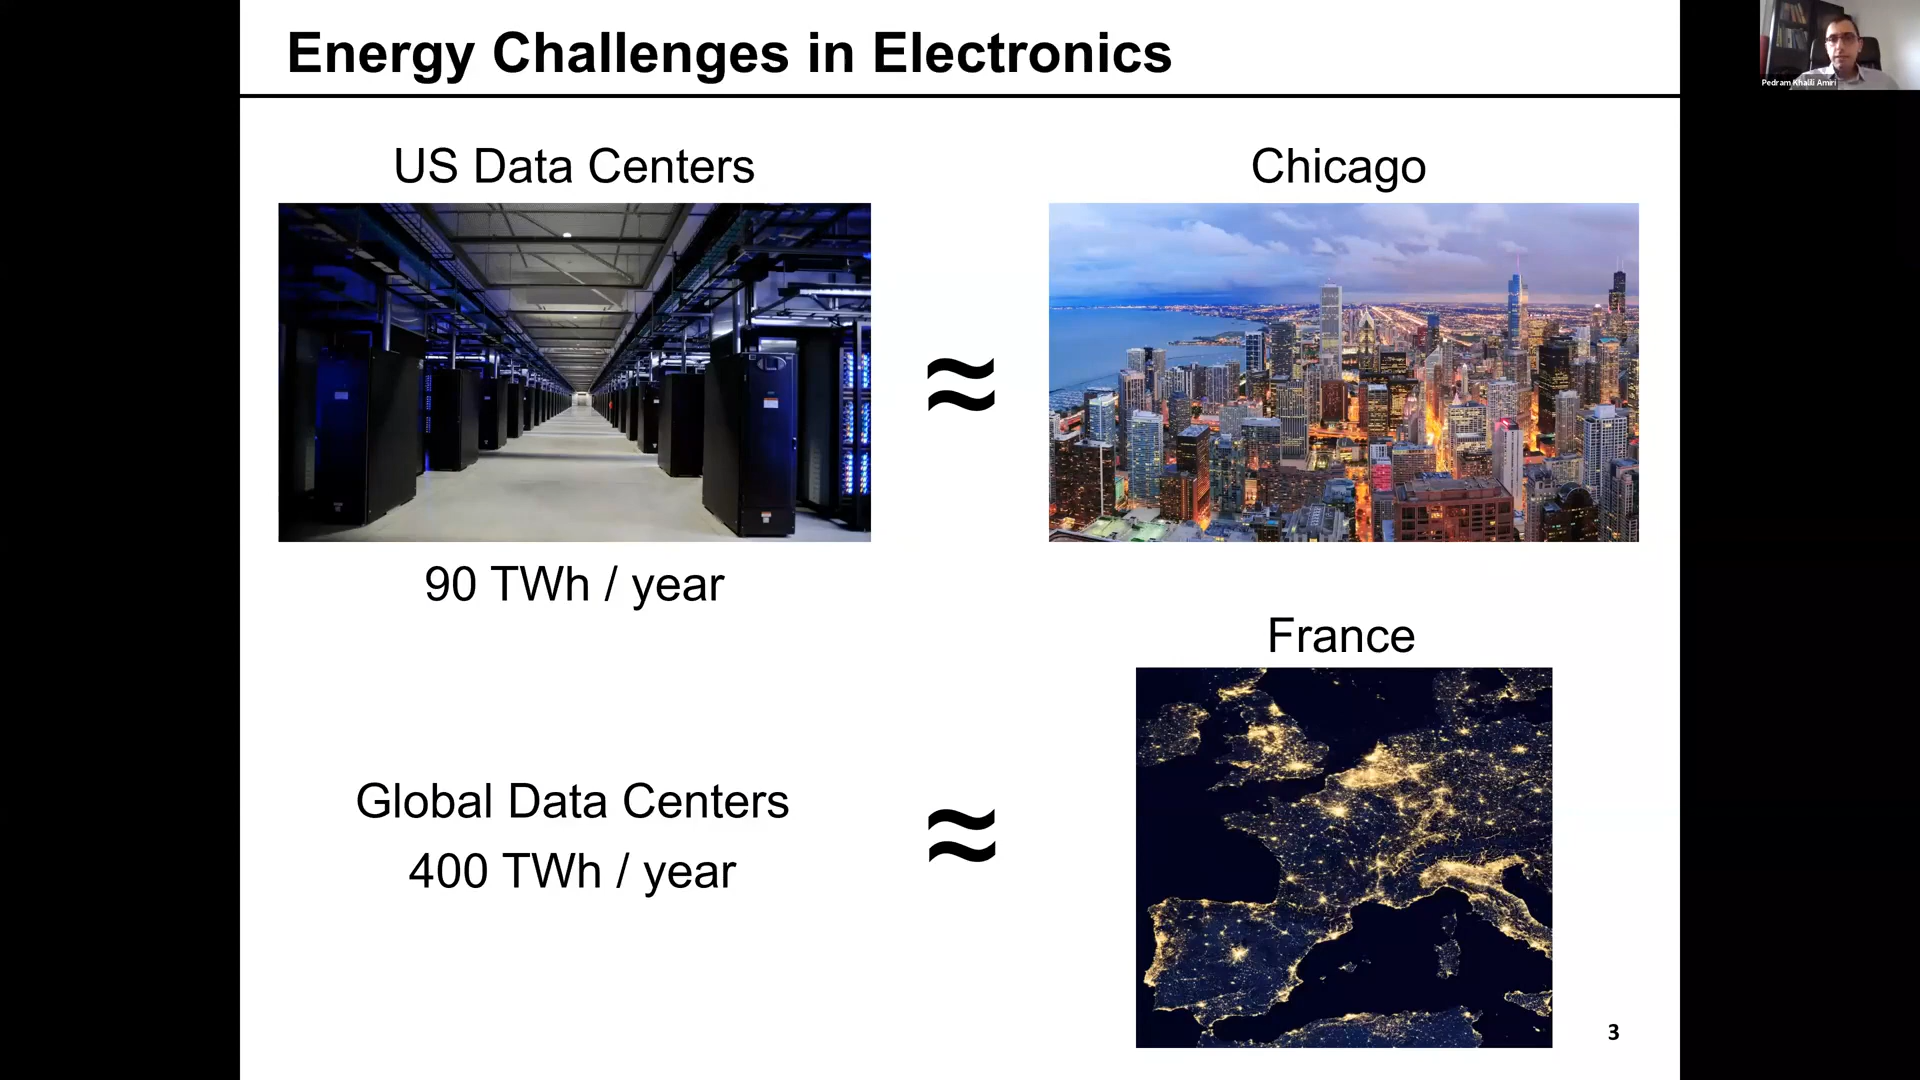 Energy Challenges in Electronics
Pedram Khalili Amiri
US Data Centers
Chicago
≈
90 TWh / year
France
Global Data Centers
400 TWh / year
≈
3